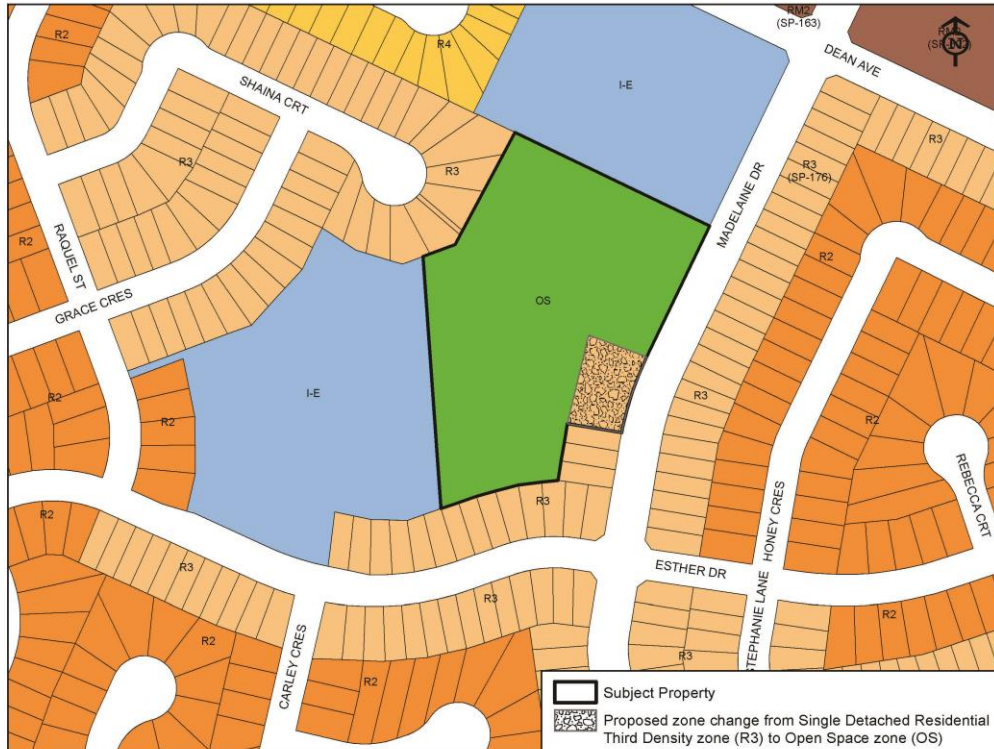 RM2
(SP-163)
N
R2
R4
DEAN AVE
SHAINA CRT
I-E
R3
R3
R3
R3
(SP-176)
MADELAINE DR
RAQUEL ST
R2
R2
GRACE CRES
OS
I-E
R2
R2
R3
R2
HONEY CRES
REBECCA CRT
R2
R3
R3
ESTHER DR
STEPHANIE LANE
R3
R2
R2
R3
CARLEY CRES
R2
Subject Property
Proposed zone change from Single Detached Residential
Third Density zone (R3) to Open Space zone (OS)